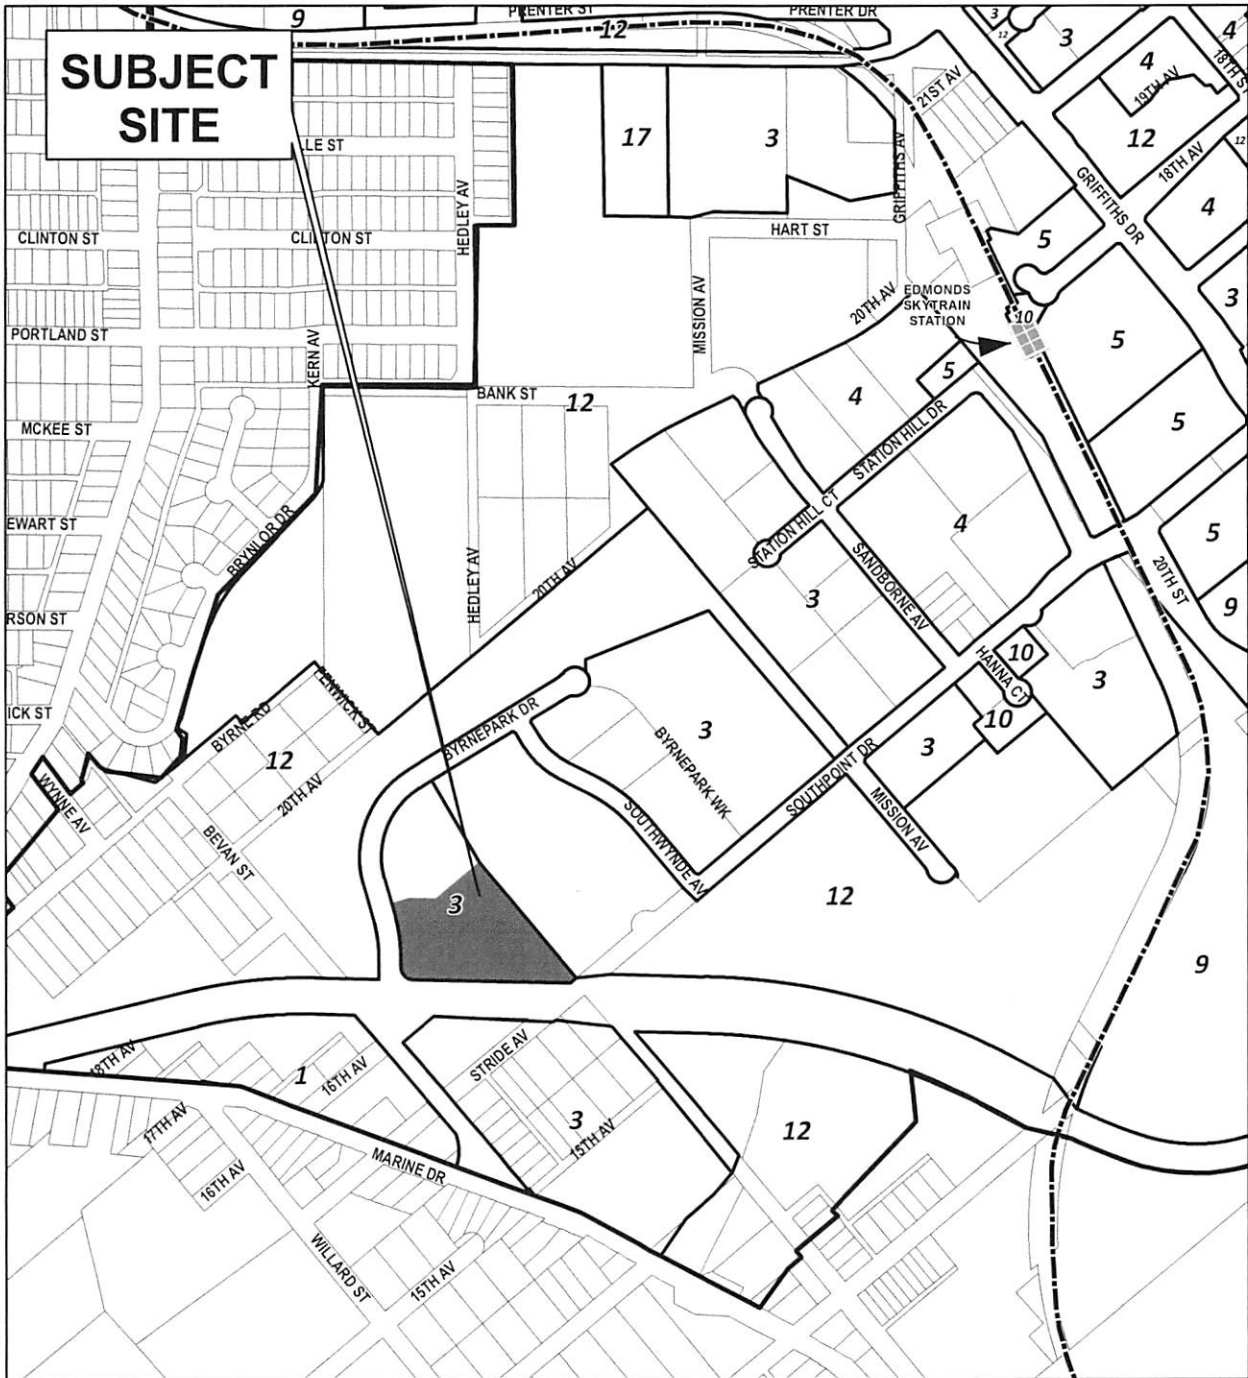 9
PRENTER ST
12
PRENTER DR
3
12
3
4
18TH ST
4
19TH AV
SUBJECT
SITE
17
3
21ST AV
12
12
18TH AV
GRIFFITHS AV
GRIFFITHS DR
4
LLE ST
HEDLEY AV
CLINTON ST
CLINTON ST
HART ST
5
MISSION AV
20TH AV
EDMONDS
SKYTRAIN
STATION
10
3
PORTLAND ST
KERN AV
5
5
BANK ST
12
4
STATION HILL DR
MCKEE ST
5
EWART ST
BRYNLOR DR
HEDLEY AV
20TH AV
STATION HILL CT
SANDBORNE AV
4
5
20TH ST
3
9
RSON ST
HANNA CT
10
3
10
ICK ST
FENWICK ST
BYRNE RD
BYRNEPARK DR
3
BYRNEPARK WK
SOUTHPOINT DR
3
12
WYNNE AV
20TH AV
BEVAN ST
SOUTHWYNDE AV
MISSION AV
3
12
9
18TH AV
1
16TH AV
STRIDE AV
3
15TH AV
12
17TH AV
16TH AV
MARINE DR
WILLARD ST
15TH AV